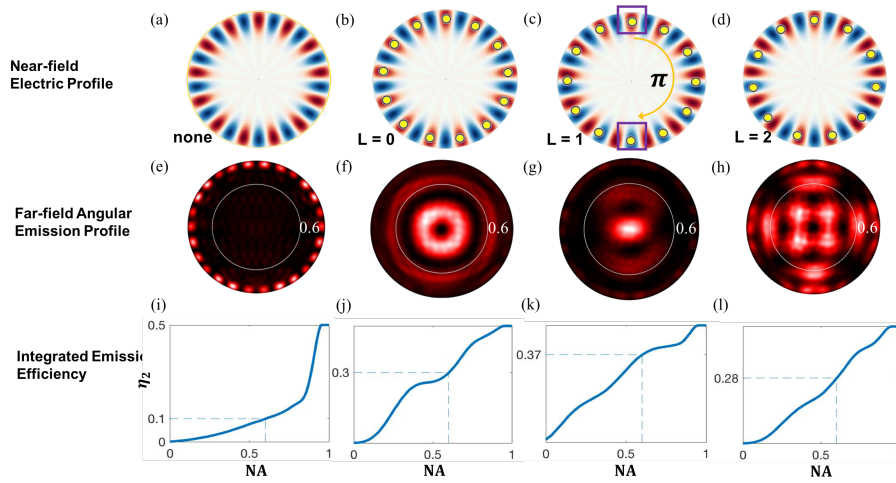 (a) (b) (c) (d)
Near-field
Electric Profile
π
none L = 0 L = 1 L = 2
(e) (f) (g) (h)
Far-field Angular
Emission Profile
0.6 0.6 0.6 0.6
(i) (j) (k) (l)
Integrated Emissio
Efficiency
η2
0.5
0.1
0
0.3
0.37
0.28
0 0.5 1 0 0.5 1 0 0.5 1 0 0.5
NA NA NA NA